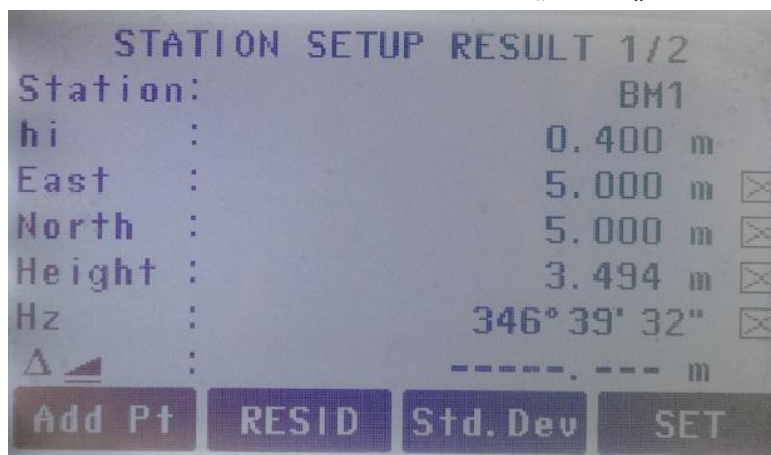 STATION SETUP RESULT 1/2
Station: BM1
hi : 0.400 m
East : 5.000 m
North : 5.000 m
Height : 3.494 m
Hz : 346°39'32"
Δ : -----.--- m
Add Pt RESID Std.Dev SET